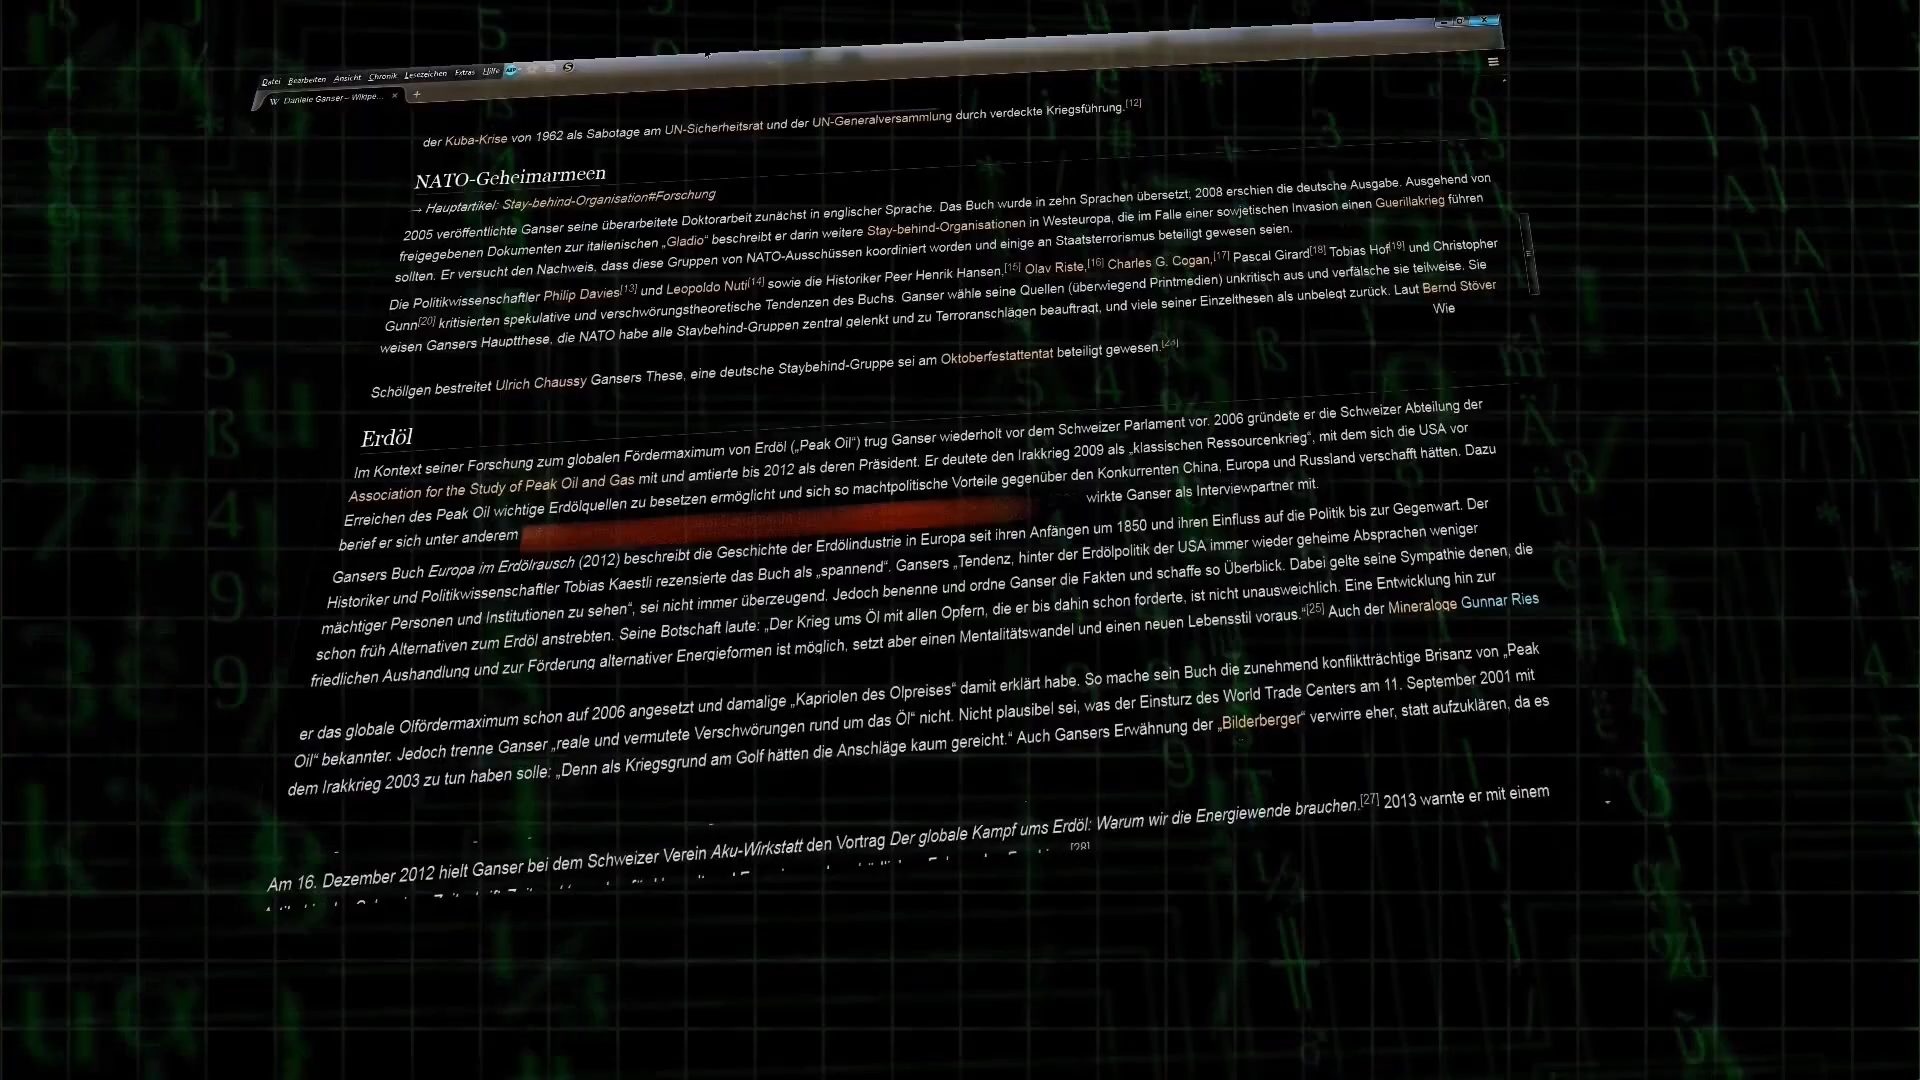 Datei Bearbeiten Ansicht Chronik Lesezeichen Extras Hilfe ABP S
W Daniele Ganser – Wikipe... × +
der Kuba-Krise von 1962 als Sabotage am UN-Sicherheitsrat und der UN-Generalversammlung durch verdeckte Kriegsführung.[12]
NATO-Geheimarmeen
→ Hauptartikel: Stay-behind-Organisation#Forschung
2005 veröffentlichte Ganser seine überarbeitete Doktorarbeit zunächst in englischer Sprache. Das Buch wurde in zehn Sprachen übersetzt; 2008 erschien die deutsche Ausgabe. Ausgehend von
freigegebenen Dokumenten zur italienischen „Gladio“ beschreibt er darin weitere Stay-behind-Organisationen in Westeuropa, die im Falle einer sowjetischen Invasion einen Guerillakrieg führen
sollten. Er versucht den Nachweis, dass diese Gruppen von NATO-Ausschüssen koordiniert worden und einige an Staatsterrorismus beteiligt gewesen seien.
Die Politikwissenschaftler Philip Davies[13] und Leopoldo Nuti[14] sowie die Historiker Peer Henrik Hansen,[15] Olav Riste,[16] Charles G. Cogan,[17] Pascal Girard[18] Tobias Hof[19] und Christopher
Gunn[20] kritisierten spekulative und verschwörungstheoretische Tendenzen des Buchs. Ganser wähle seine Quellen (überwiegend Printmedien) unkritisch aus und verfälsche sie teilweise. Sie
weisen Gansers Hauptthese, die NATO habe alle Staybehind-Gruppen zentral gelenkt und zu Terroranschlägen beauftragt, und viele seiner Einzelthesen als unbelegt zurück. Laut Bernd Stöver
Wie
Schöllgen bestreitet Ulrich Chaussy Gansers These, eine deutsche Staybehind-Gruppe sei am Oktoberfestattentat beteiligt gewesen.[23]
Erdöl
Im Kontext seiner Forschung zum globalen Fördermaximum von Erdöl („Peak Oil“) trug Ganser wiederholt vor dem Schweizer Parlament vor. 2006 gründete er die Schweizer Abteilung der
Association for the Study of Peak Oil and Gas mit und amtierte bis 2012 als deren Präsident. Er deutete den Irakkrieg 2009 als „klassischen Ressourcenkrieg“, mit dem sich die USA vor
Erreichen des Peak Oil wichtige Erdölquellen zu besetzen ermöglicht und sich so machtpolitische Vorteile gegenüber den Konkurrenten China, Europa und Russland verschafft hätten. Dazu
berief er sich unter anderem wirkte Ganser als Interviewpartner mit.
Gansers Buch Europa im Erdölrausch (2012) beschreibt die Geschichte der Erdölindustrie in Europa seit ihren Anfängen um 1850 und ihren Einfluss auf die Politik bis zur Gegenwart. Der
Historiker und Politikwissenschaftler Tobias Kaestli rezensierte das Buch als „spannend“. Gansers „Tendenz, hinter der Erdölpolitik der USA immer wieder geheime Absprachen weniger
mächtiger Personen und Institutionen zu sehen“, sei nicht immer überzeugend. Jedoch benenne und ordne Ganser die Fakten und schaffe so Überblick. Dabei gelte seine Sympathie denen, die
schon früh Alternativen zum Erdöl anstrebten. Seine Botschaft laute: „Der Krieg ums Öl mit allen Opfern, die er bis dahin schon forderte, ist nicht unausweichlich. Eine Entwicklung hin zur
friedlichen Aushandlung und zur Förderung alternativer Energieformen ist möglich, setzt aber einen Mentalitätswandel und einen neuen Lebensstil voraus.“[25] Auch der Mineraloge Gunnar Ries
er das globale Ölfördermaximum schon auf 2006 angesetzt und damalige „Kapriolen des Ölpreises“ damit erklärt habe. So mache sein Buch die zunehmend konfliktträchtige Brisanz von „Peak
Oil“ bekannter. Jedoch trenne Ganser „reale und vermutete Verschwörungen rund um das Öl“ nicht. Nicht plausibel sei, was der Einsturz des World Trade Centers am 11. September 2001 mit
dem Irakkrieg 2003 zu tun haben solle: „Denn als Kriegsgrund am Golf hätten die Anschläge kaum gereicht.“ Auch Gansers Erwähnung der „Bilderberger“ verwirre eher, statt aufzuklären, da es
Am 16. Dezember 2012 hielt Ganser bei dem Schweizer Verein Aku-Wirkstatt den Vortrag Der globale Kampf ums Erdöl: Warum wir die Energiewende brauchen.[27] 2013 warnte er mit einem
[28]